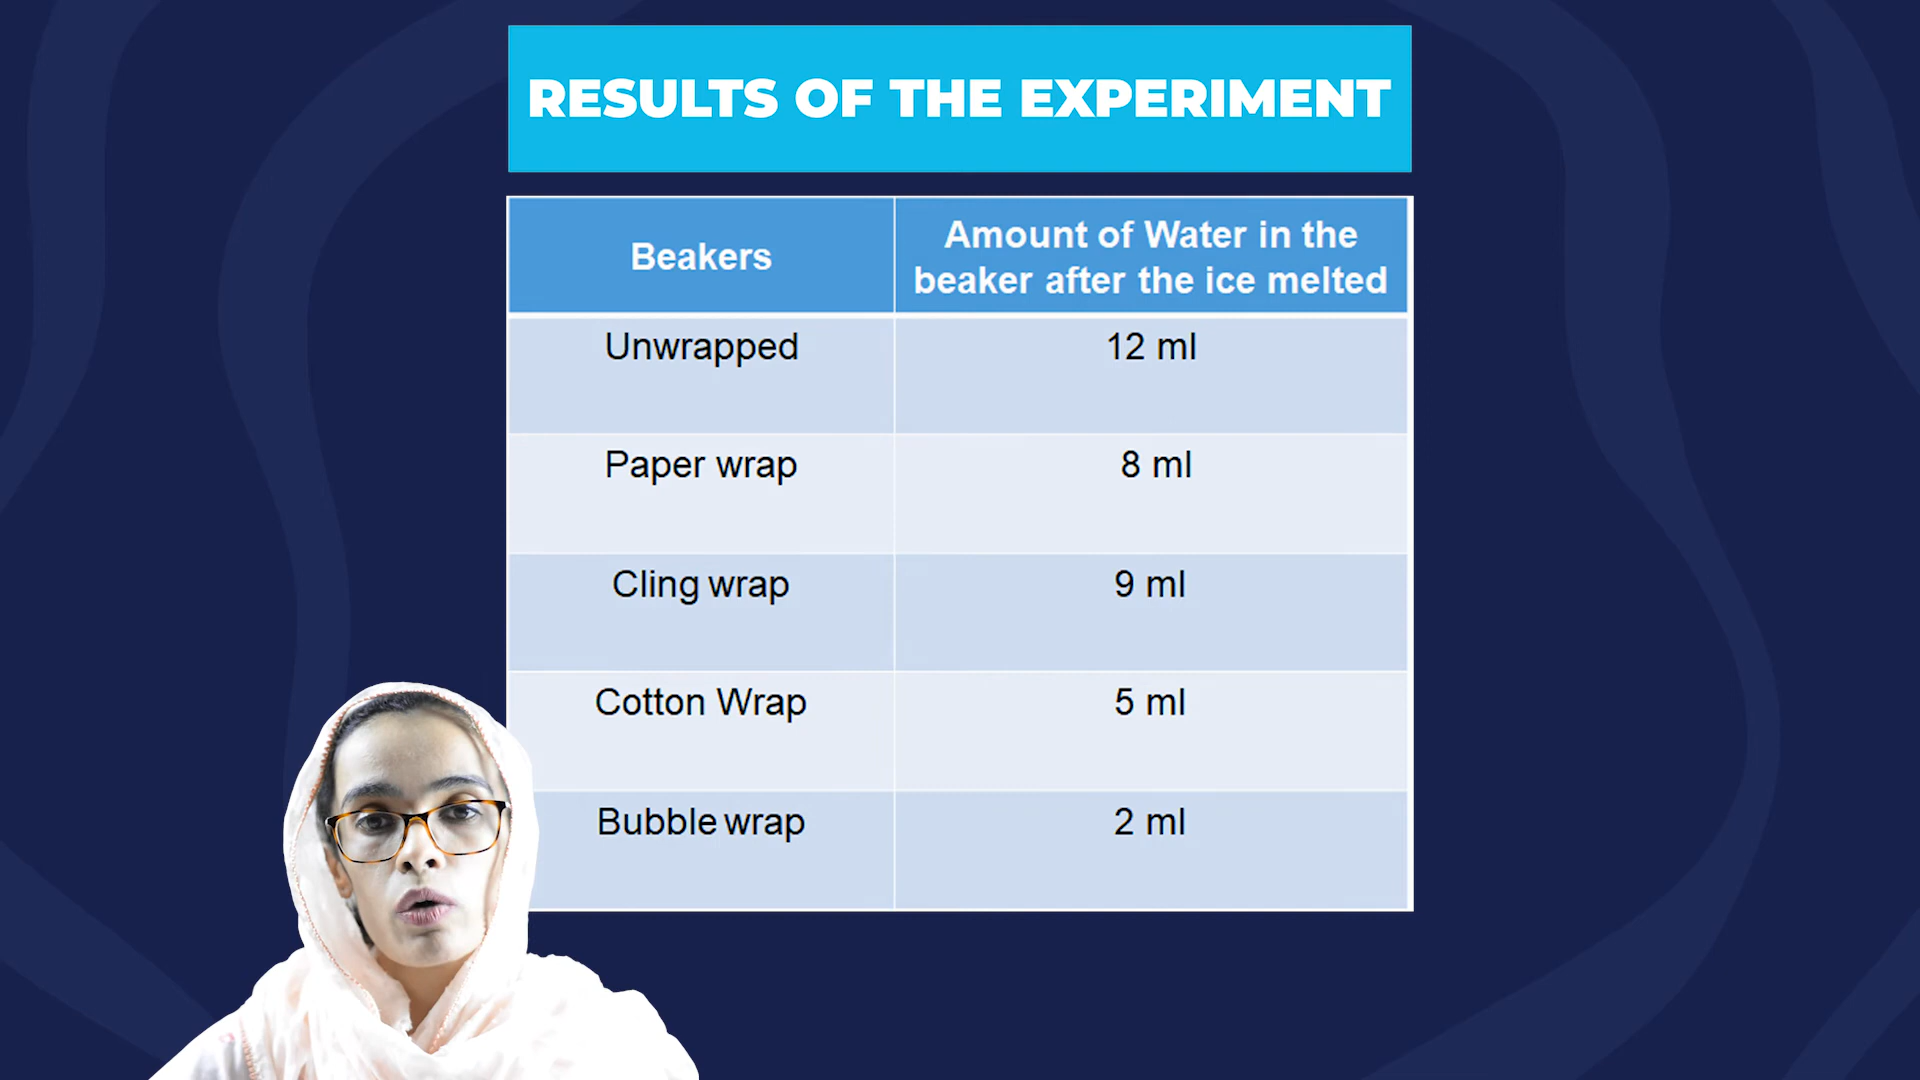 RESULTS OF THE EXPERIMENT
Beakers
Amount of Water in the
beaker after the ice melted
Unwrapped
12 ml
Paper wrap
8 ml
Cling wrap
9 ml
Cotton Wrap
5 ml
Bubble wrap
2 ml